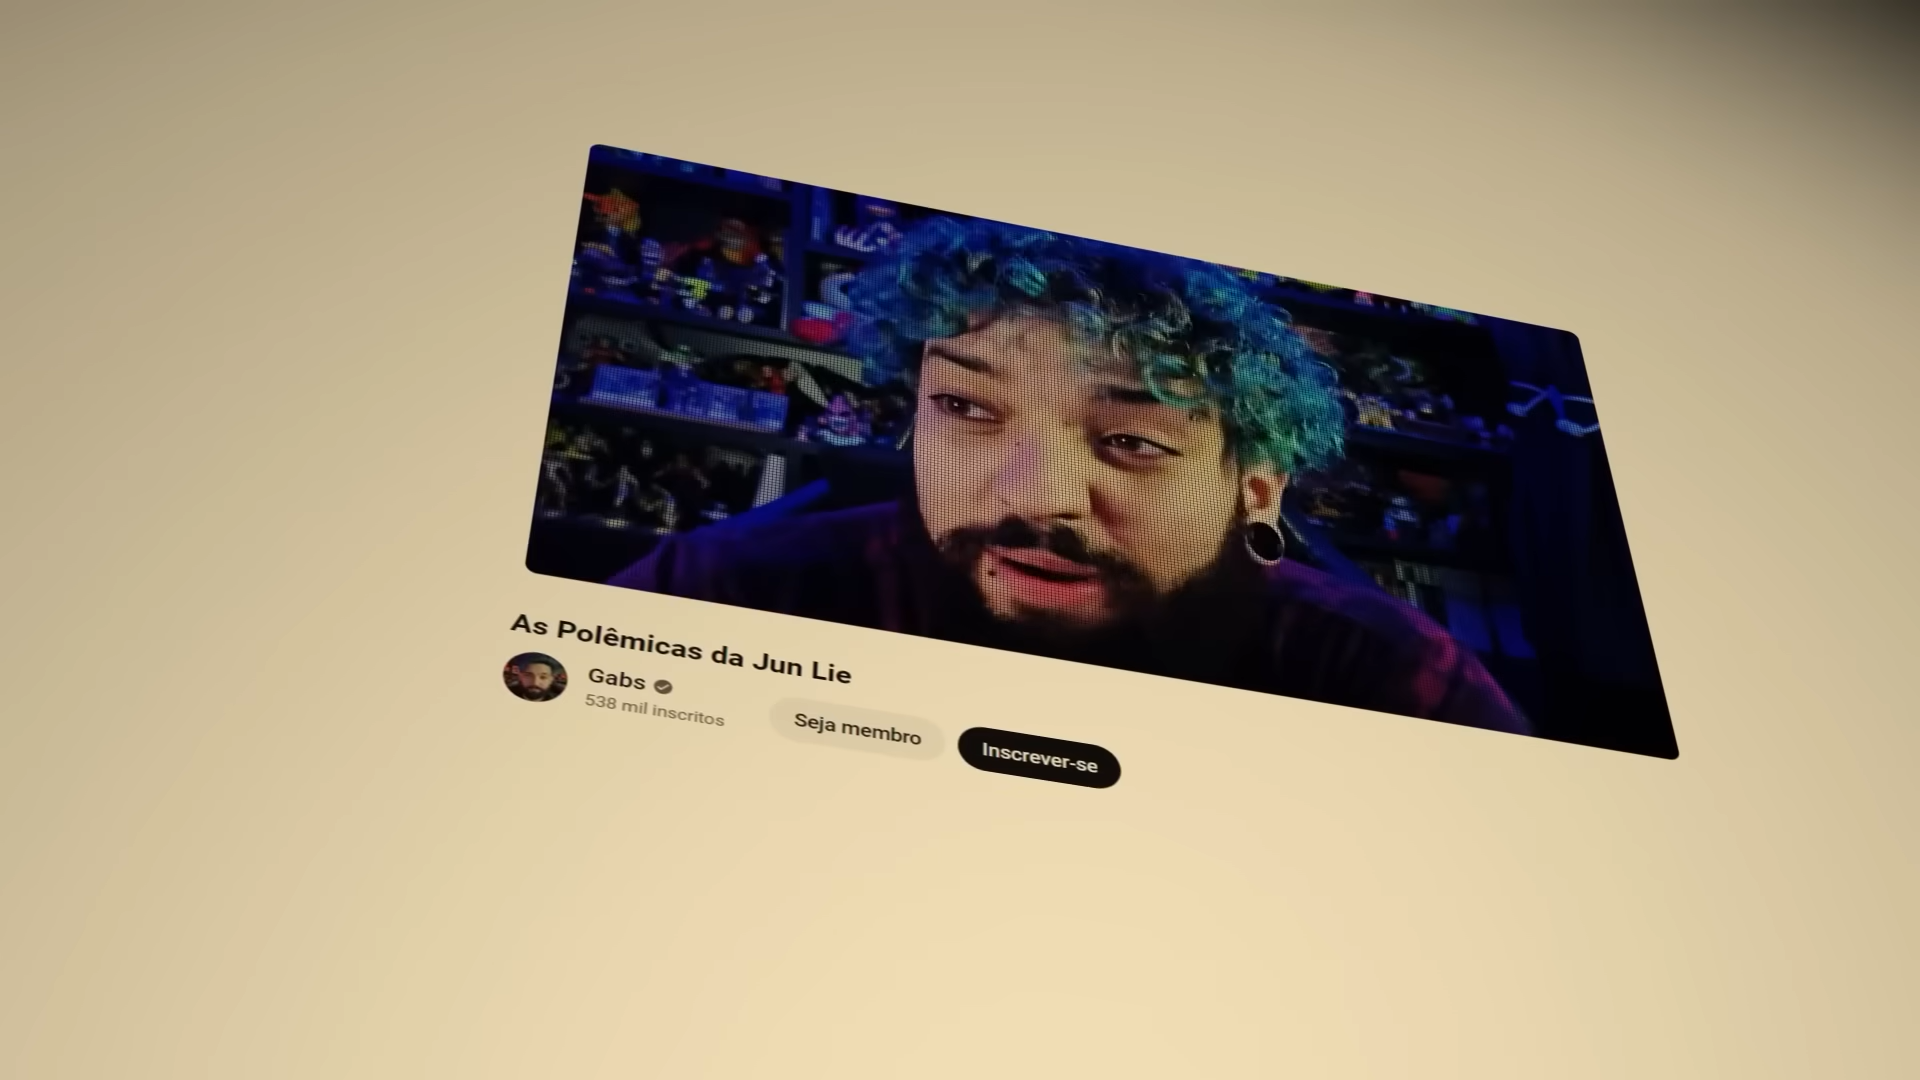 As Polêmicas da Jun Lie
Gabs
538 mil inscritos
Seja membro
Inscrever-se